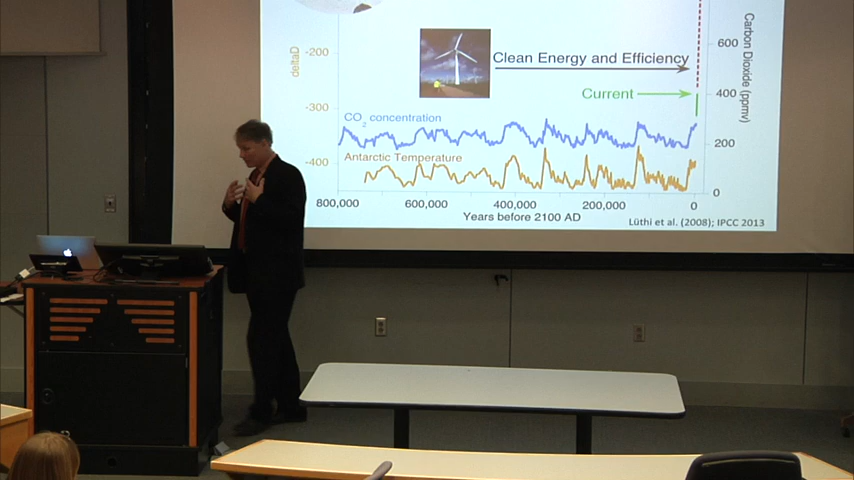 -200
-300
-400
deltaD
Clean Energy and Efficiency
Current
CO2 concentration
Antarctic Temperature
600
400
200
0
Carbon Dioxide (ppmv)
800,000 600,000 400,000 200,000 0
Years before 2100 AD
Lüthi et al. (2008); IPCC 2013